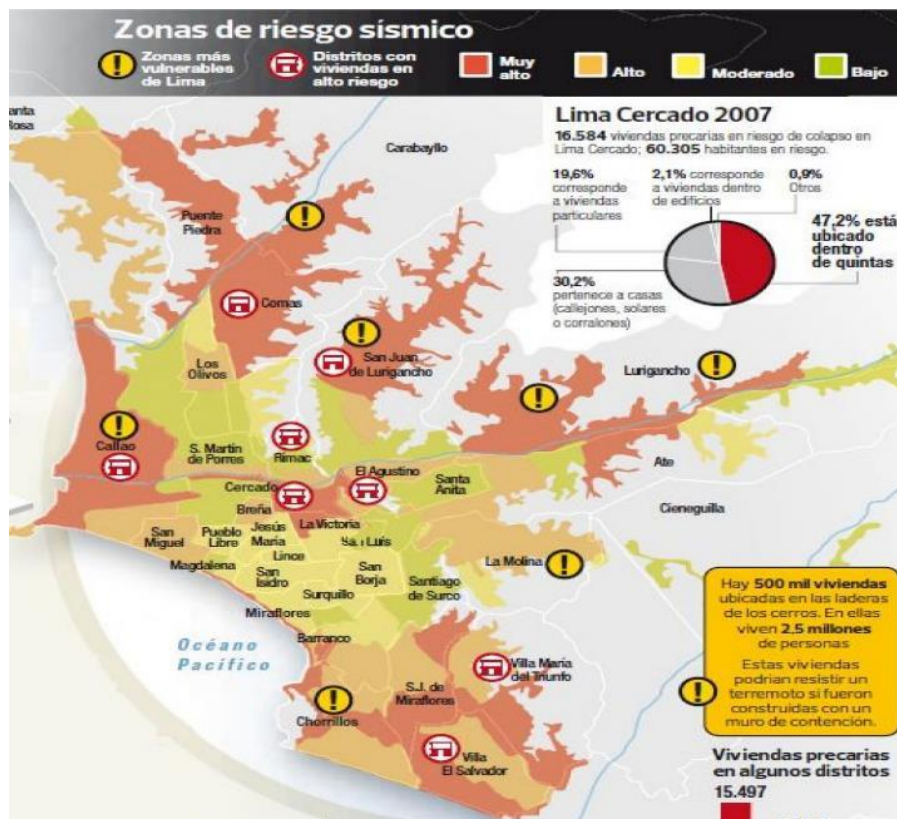 Zonas de riesgo sísmico
Zonas más
vulnerables
de Lima
Distritos con
viviendas en
alto riesgo
Muy
alto
Alto
Moderado
Bajo
Lima Cercado 2007
16.584 viviendas precarias en riesgo de colapso en
Lima Cercado; 60.305 habitantes en riesgo.
19,6%
corresponde
a viviendas
particulares
2,1% corresponde
a viviendas dentro
de edificios
0,9%
Otros
47,2% está
ubicado
dentro
de quintas
30,2%
pertenece a casas
(callejones, solares
o corralones)
anta
Rosa
Carabayllo
Puente
Piedra
Comas
Los
Olivos
San Juan
de Lurigancho
Lurigancho
Callao
S. Martín
de Porres
Rímac
El Agustino
Santa
Anita
Ate
Cercado
Cieneguilla
Breña
La Victoria
San
Miguel
Pueblo
Libre
Jesús
María
Lince
Magdalena
San
Isidro
San
Borja
La Molina
Surquillo
Santiago
de Surco
Miraflores
Barranco
Océano
Pacífico
S.J. de
Miraflores
Villa María
del Triunfo
Chorrillos
Villa
El Salvador
Hay 500 mil viviendas
ubicadas en las laderas
de los cerros. En ellas
viven 2,5 millones
de personas
Estas viviendas
podrian resistir un
terremoto si fueron
construidas con un
muro de contención.
Viviendas precarias
en algunos distritos
15.497